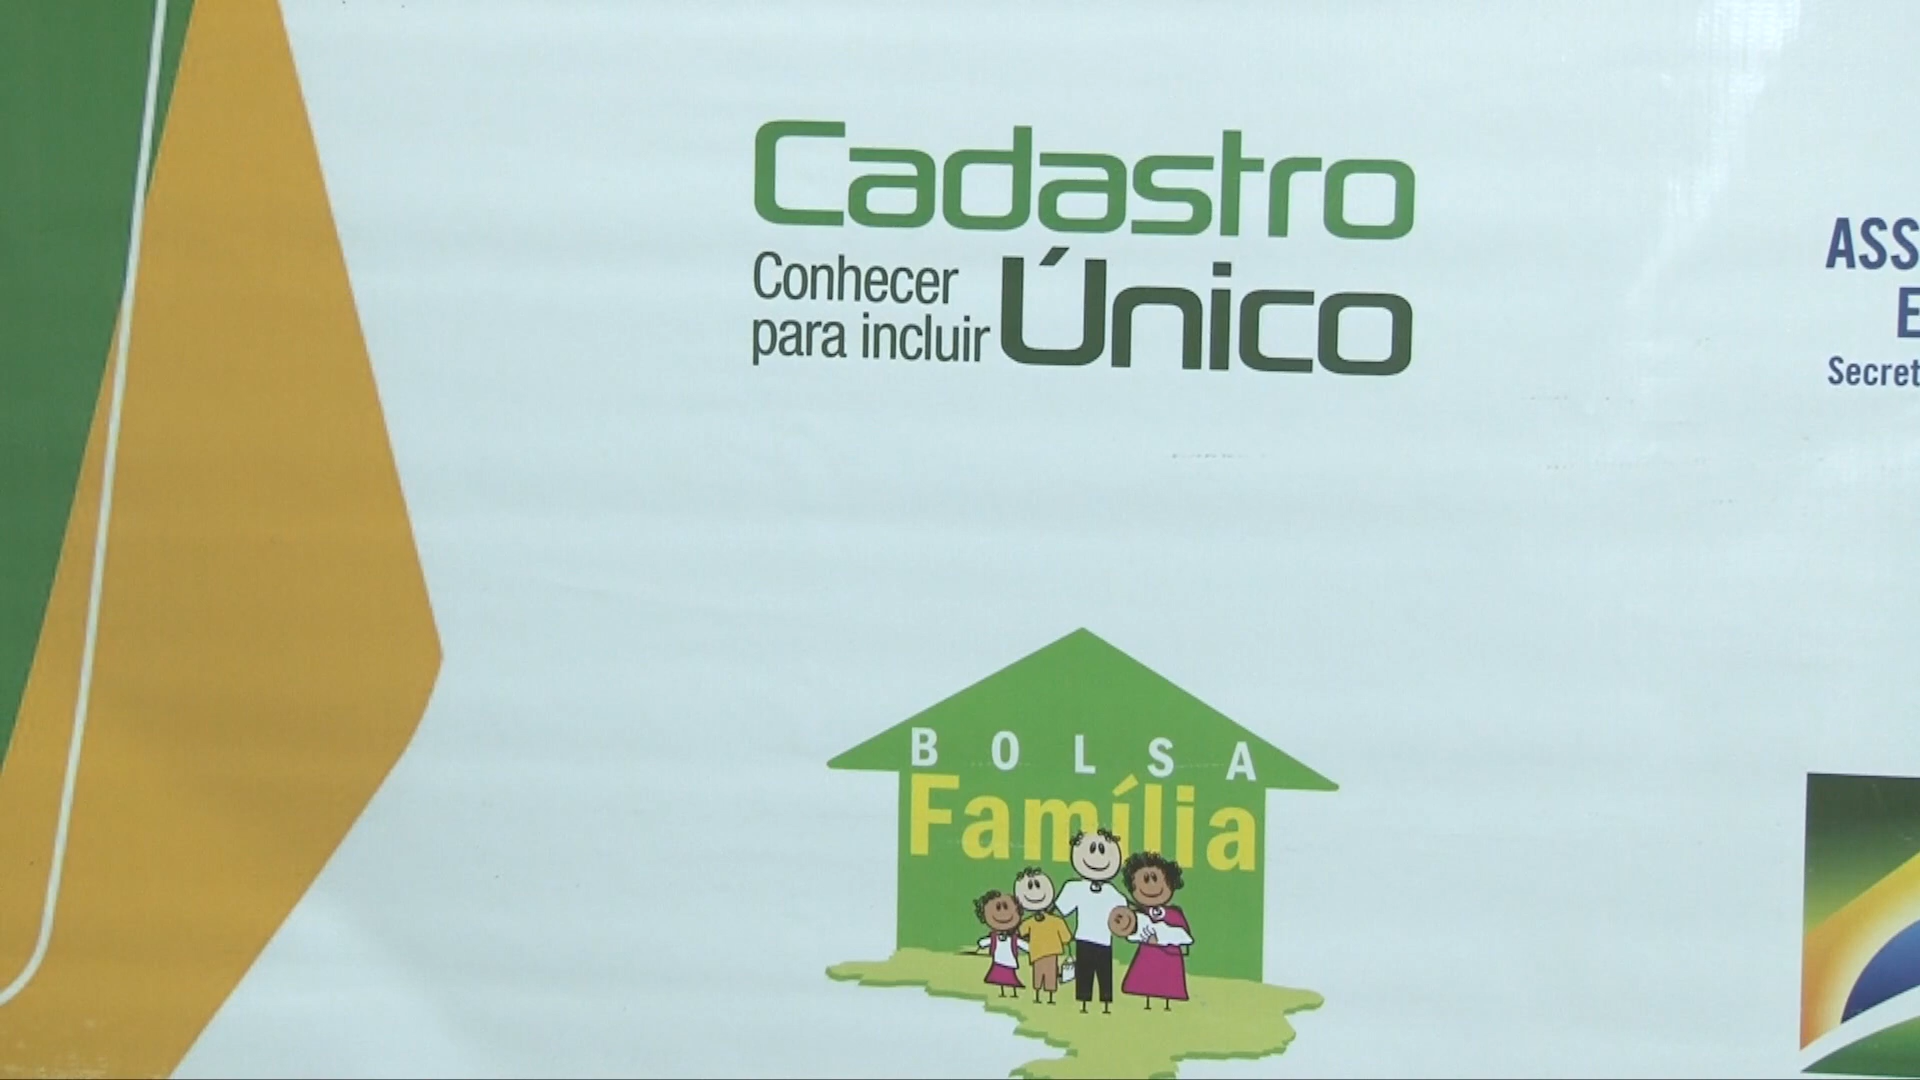 Cadastro
Conhecer
para incluir
Único
ASS
E
Secret
BOLSA
Família